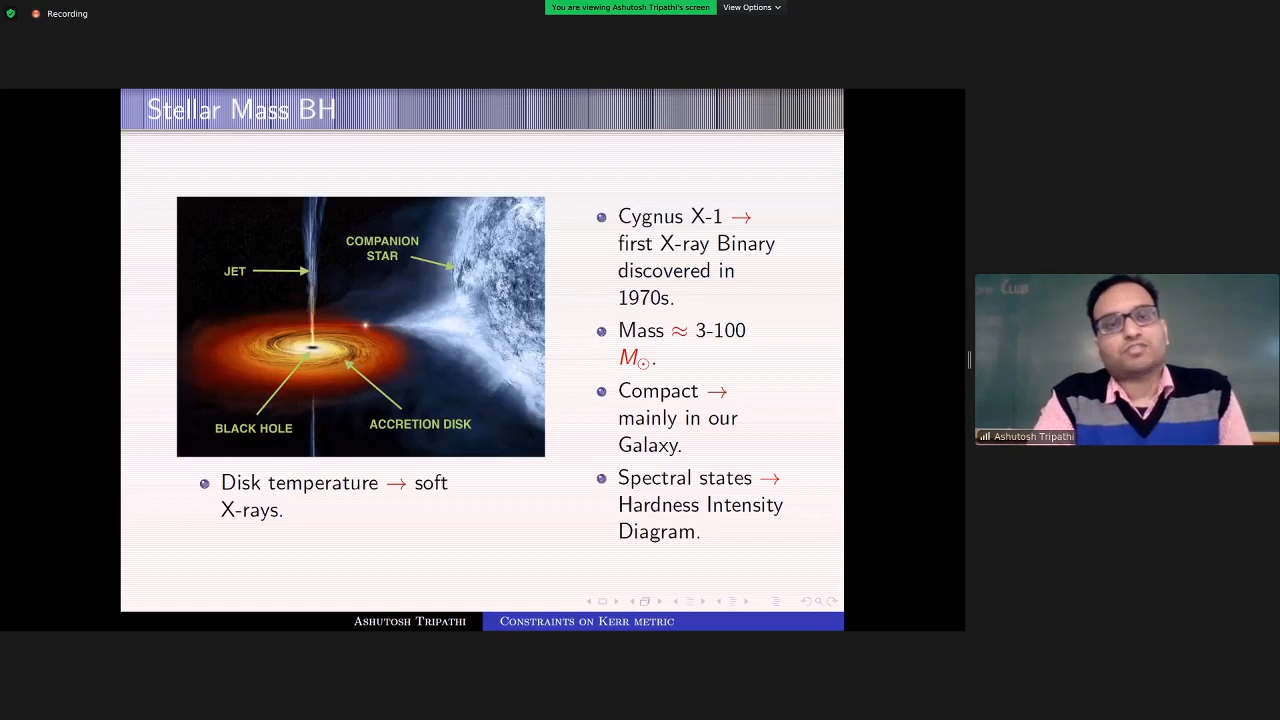 Recording
You are viewing Ashutosh Tripathi's screen
View Options
Stellar Mass BH
JET
COMPANION
STAR
BLACK HOLE
ACCRETION DISK
Disk temperature → soft
X-rays.
Cygnus X-1 →
first X-ray Binary
discovered in
1970s.
Mass ≈ 3-100
M☉.
Compact →
mainly in our
Galaxy.
Spectral states →
Hardness Intensity
Diagram.
Ashutosh Tripathi
Constraints on Kerr metric
Club
Ashutosh Tripathi